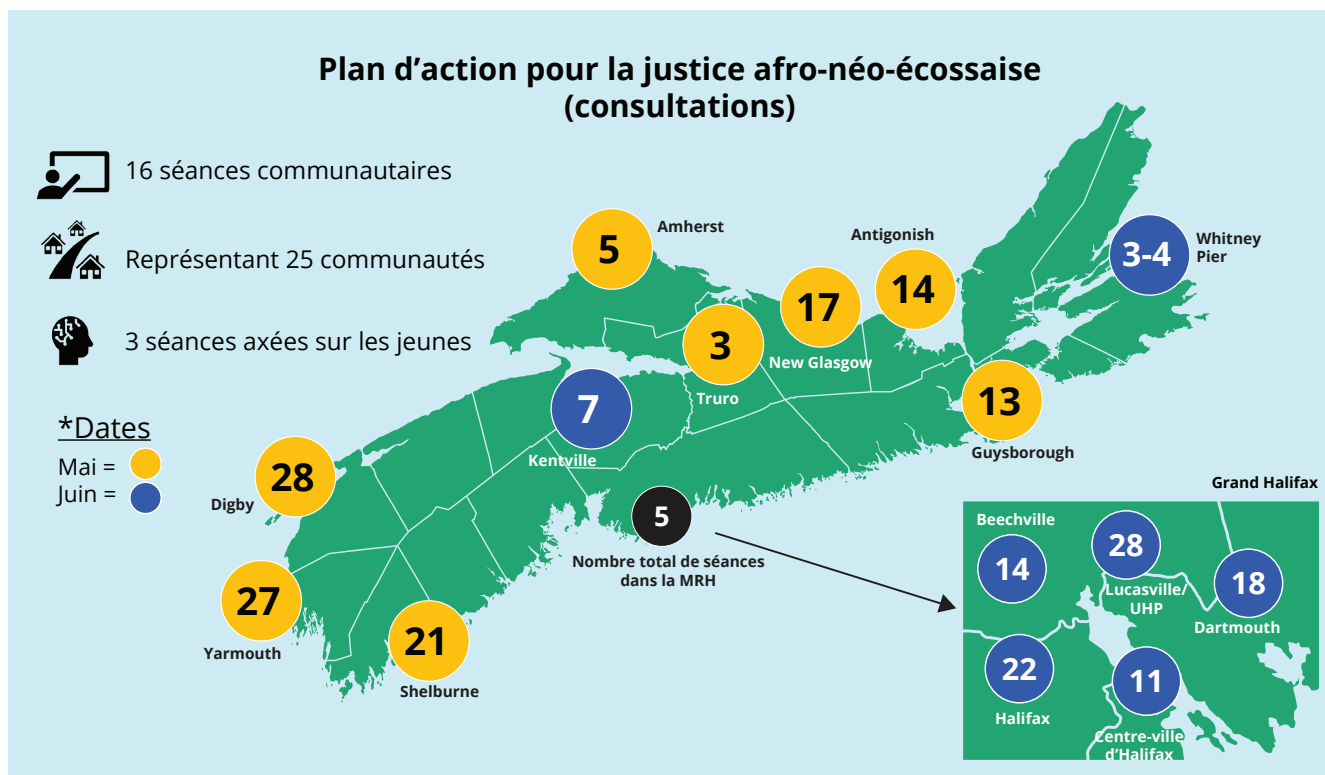 Plan d’action pour la justice afro-néo-écossaise
(consultations)
16 séances communautaires
Représentant 25 communautés
3 séances axées sur les jeunes
*Dates
Mai =
Juin =
5
Amherst
Antigonish
14
3-4
Whitney
Pier
17
New Glasgow
3
Truro
13
Guysborough
7
Kentville
28
Digby
27
Yarmouth
21
Shelburne
5
Nombre total de séances
dans la MRH
Grand Halifax
Beechville
14
28
Lucasville/
UHP
18
Dartmouth
22
Halifax
11
Centre-ville
d’Halifax